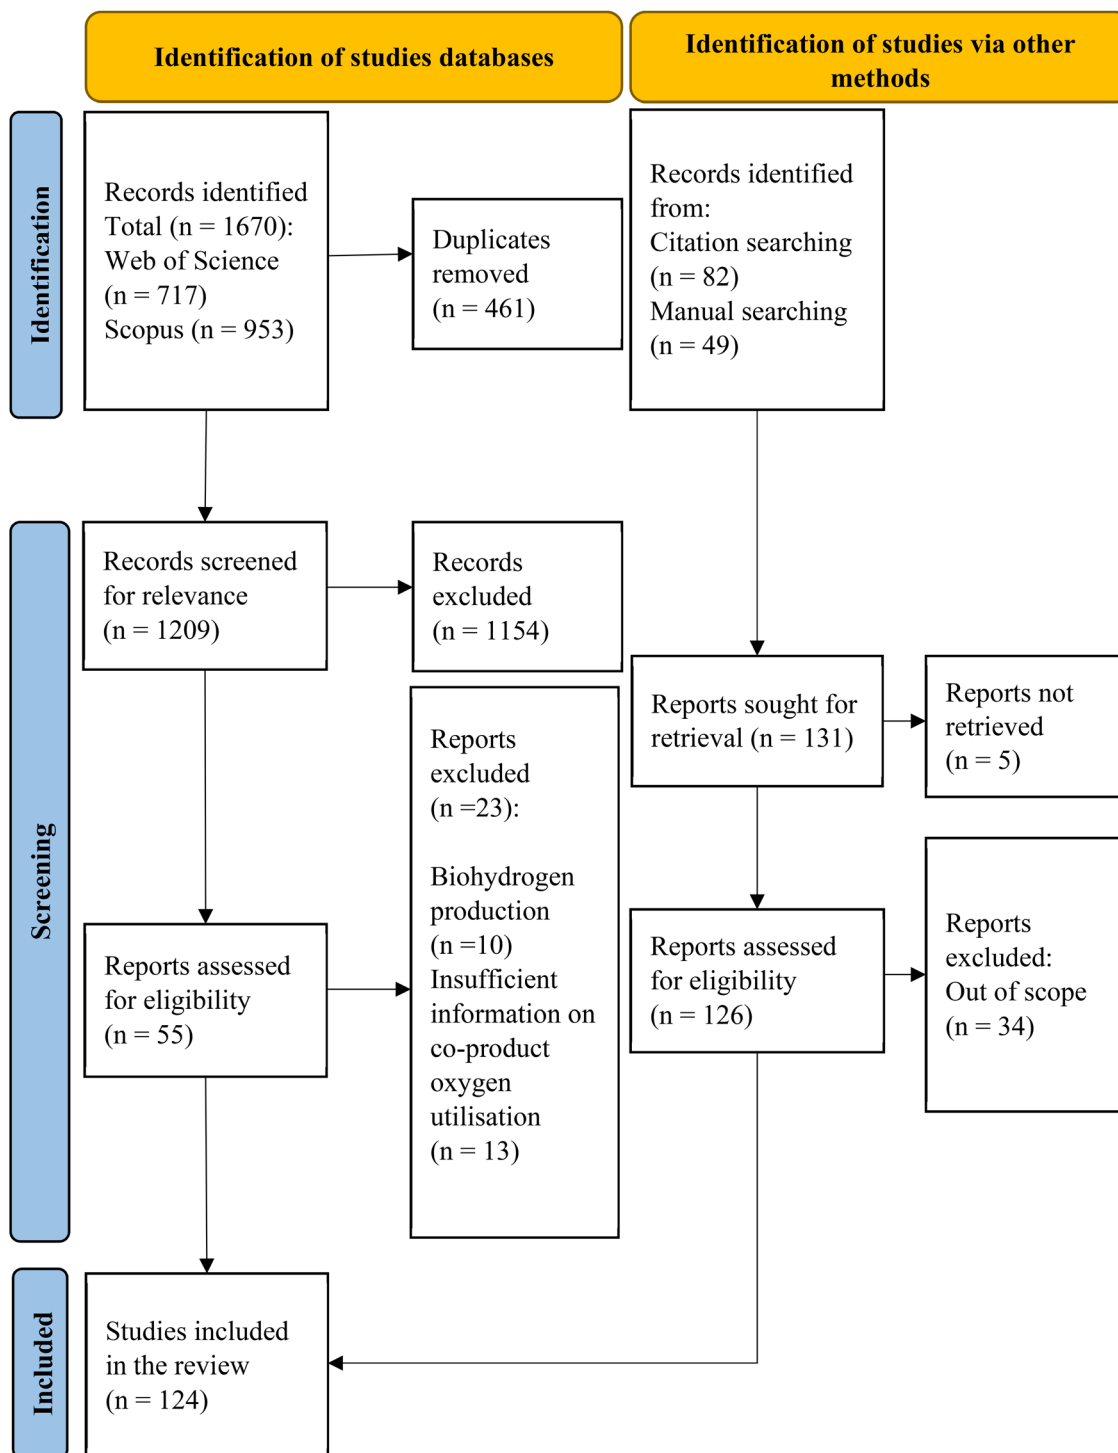 Identification of studies databases
Identification of studies via other
methods
Identification
Records identified
Total (n = 1670):
Web of Science
(n = 717)
Scopus (n = 953)
Duplicates
removed
(n = 461)
Records identified
from:
Citation searching
(n = 82)
Manual searching
(n = 49)
Screening
Records screened
for relevance
(n = 1209)
Records
excluded
(n = 1154)
Reports sought for
retrieval (n = 131)
Reports not
retrieved
(n = 5)
Reports assessed
for eligibility
(n = 55)
Reports
excluded
(n =23):
Biohydrogen
production
(n =10)
Insufficient
information on
co-product
oxygen
utilisation
(n = 13)
Reports assessed
for eligibility
(n = 126)
Reports
excluded:
Out of scope
(n = 34)
Included
Studies included
in the review
(n = 124)